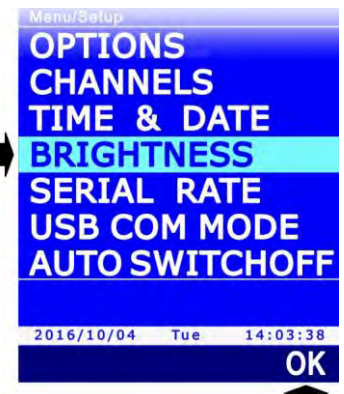 Menu/Setup
OPTIONS
CHANNELS
TIME & DATE
BRIGHTNESS
SERIAL RATE
USB COM MODE
AUTO SWITCHOFF
2016/10/04 Tue 14:03:38
OK